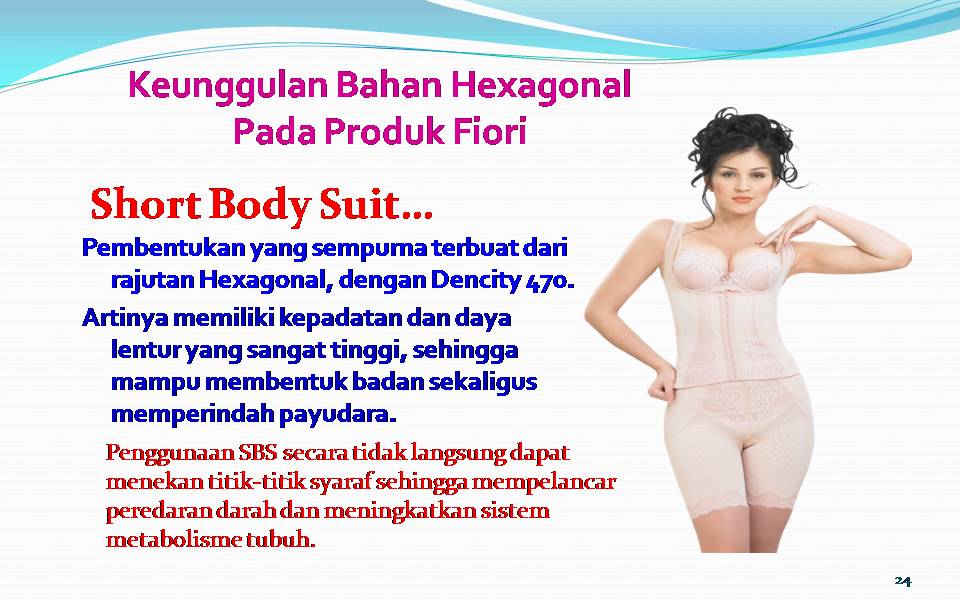 Keunggulan Bahan Hexagonal
Pada Produk Fiori
Short Body Suit...
Pembentukan yang sempurna terbuat dari
rajutan Hexagonal, dengan Dencity 470.
Artinya memiliki kepadatan dan daya
lentur yang sangat tinggi, sehingga
mampu membentuk badan sekaligus
memperindah payudara.
Penggunaan SBS secara tidak langsung dapat
menekan titik-titik syaraf sehingga mempelancar
peredaran darah dan meningkatkan sistem
metabolisme tubuh.
24